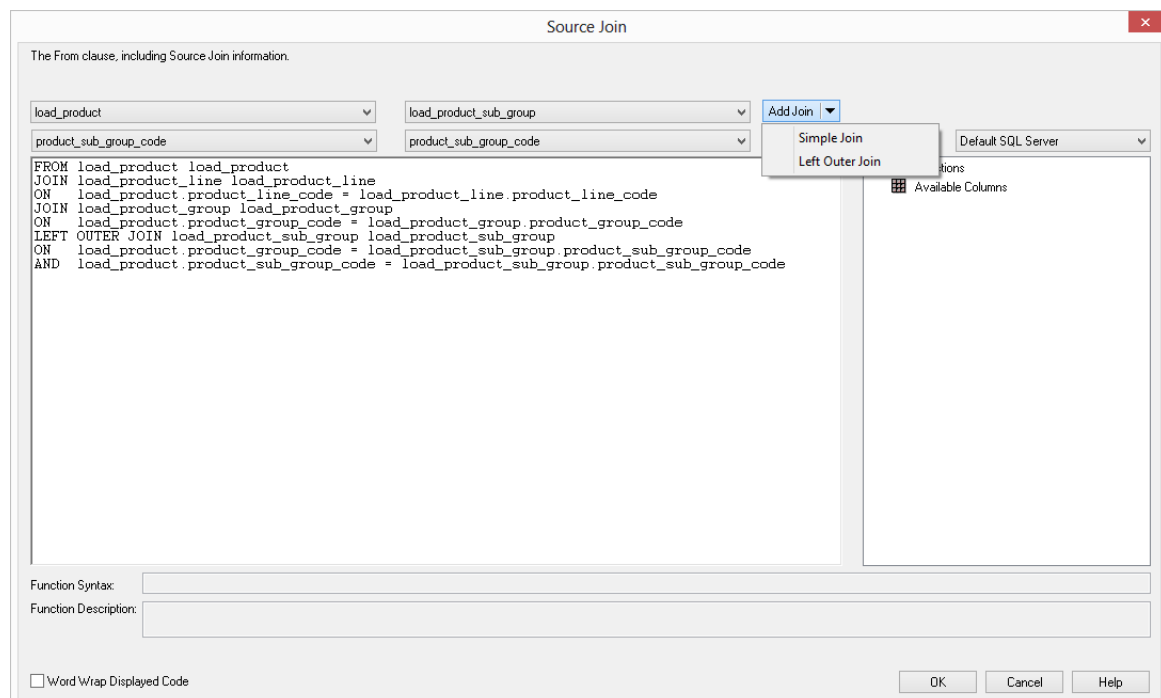 Source Join
The From clause, including Source Join information.
load_product
load_product_sub_group
Add Join
product_sub_group_code
product_sub_group_code
Simple Join
Left Outer Join
Default SQL Server
FROM load_product load_product
JOIN load_product_line load_product_line
ON load_product.product_line_code = load_product_line.product_line_code
JOIN load_product_group load_product_group
ON load_product.product_group_code = load_product_group.product_group_code
LEFT OUTER JOIN load_product_sub_group load_product_sub_group
ON load_product.product_group_code = load_product_sub_group.product_sub_group_code
AND load_product.product_sub_group_code = load_product_sub_group.product_sub_group_code
Available Columns
Function Syntax:
Function Description:
Word Wrap Displayed Code
OK
Cancel
Help